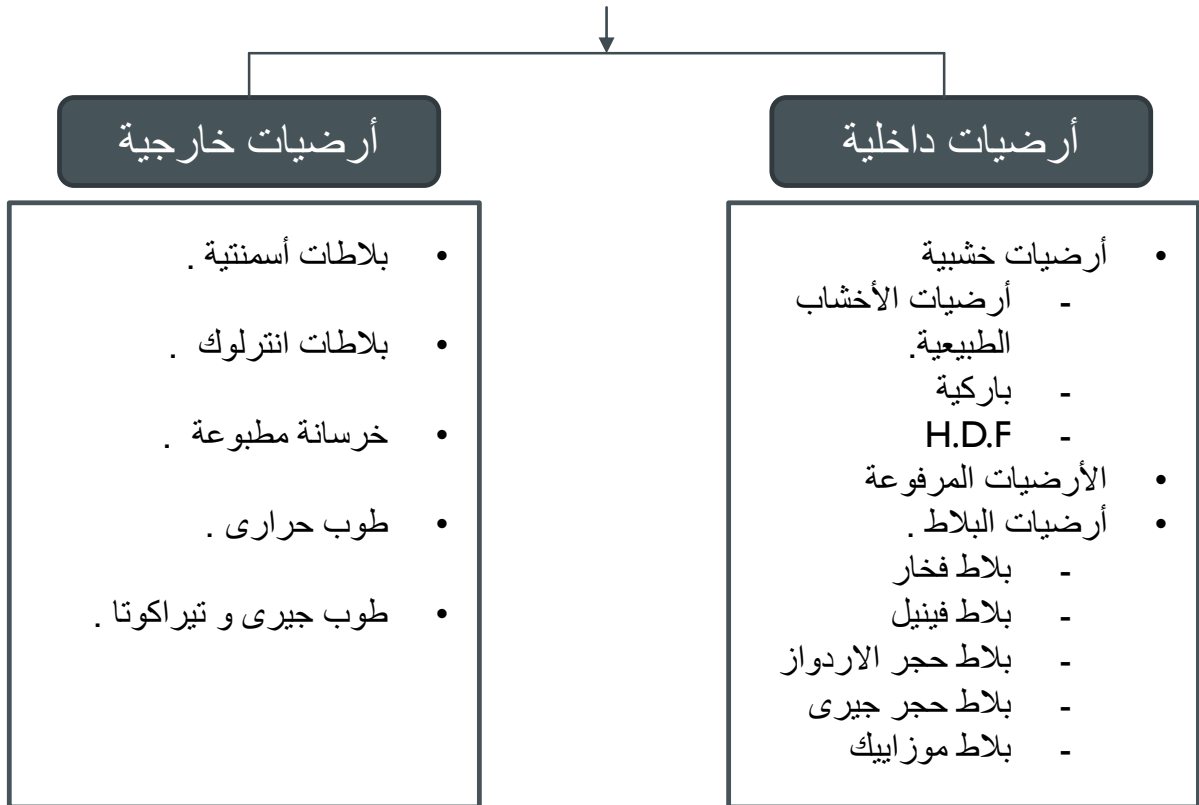 أرضيات داخلية
• أرضيات خشبية
- أرضيات الأخشاب
الطبيعية.
- باركية
- H.D.F
• الأرضيات المرفوعة
• أرضيات البلاط .
- بلاط فخار
- بلاط فينيل
- بلاط حجر الاردواز
- بلاط حجر جيرى
- بلاط موزاييك
أرضيات خارجية
• بلاطات أسمنتية .
• بلاطات انترلوك .
• خرسانة مطبوعة .
• طوب حرارى .
• طوب جيرى و تيراكوتا .